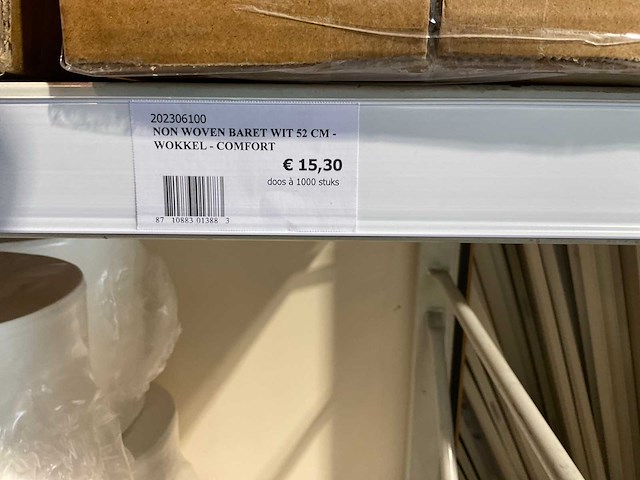 202306100
NON WOVEN BARET WIT 52 CM -
WOKKEL - COMFORT
€ 15,30
doos à 1000 stuks
87 10883 01388 3